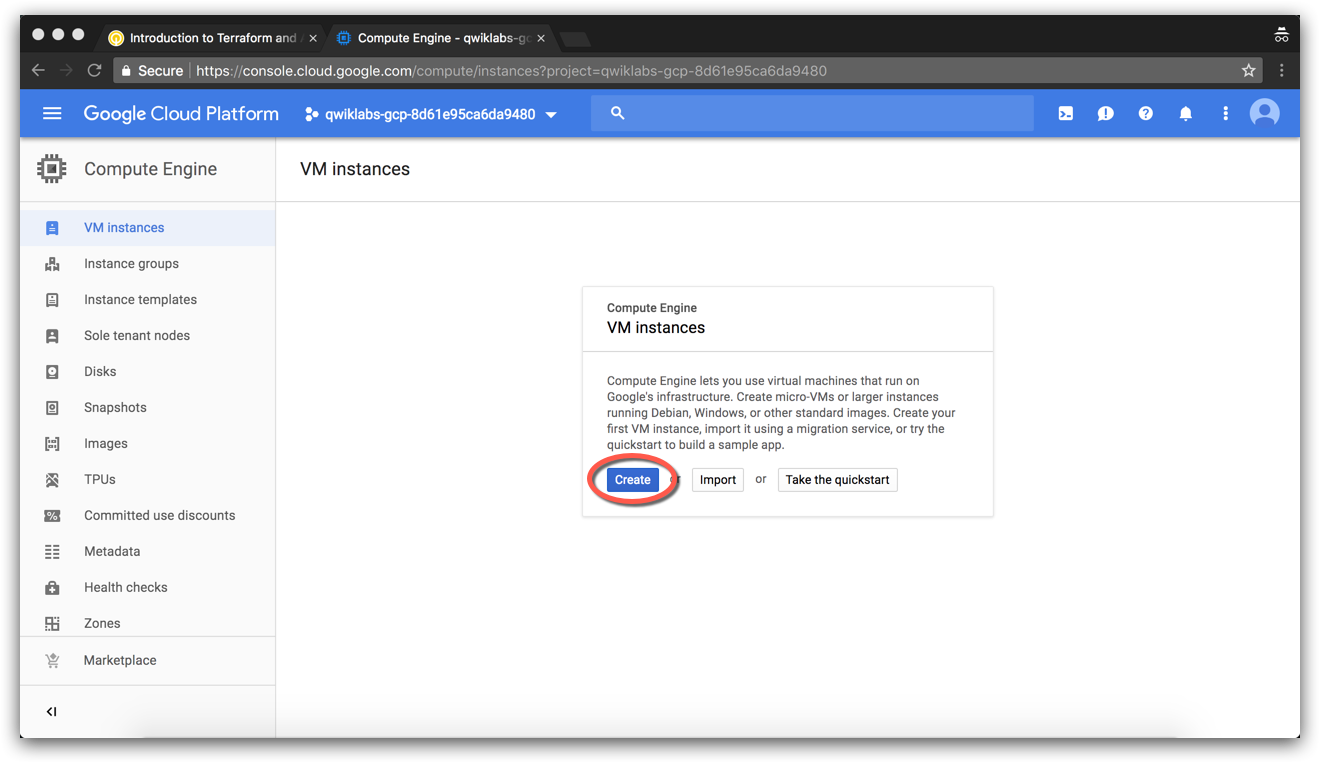 Introduction to Terraform and
Compute Engine - qwiklabs-gc
Secure
https://console.cloud.google.com/compute/instances?project=qwiklabs-gcp-8d61e95ca6da9480
Google Cloud Platform
qwiklabs-gcp-8d61e95ca6da9480
Compute Engine
VM instances
VM instances
Instance groups
Instance templates
Sole tenant nodes
Disks
Snapshots
Images
TPUs
Committed use discounts
Metadata
Health checks
Zones
Marketplace
Compute Engine
VM instances
Compute Engine lets you use virtual machines that run on
Google's infrastructure. Create micro-VMs or larger instances
running Debian, Windows, or other standard images. Create your
first VM instance, import it using a migration service, or try the
quickstart to build a sample app.
Create Import or Take the quickstart